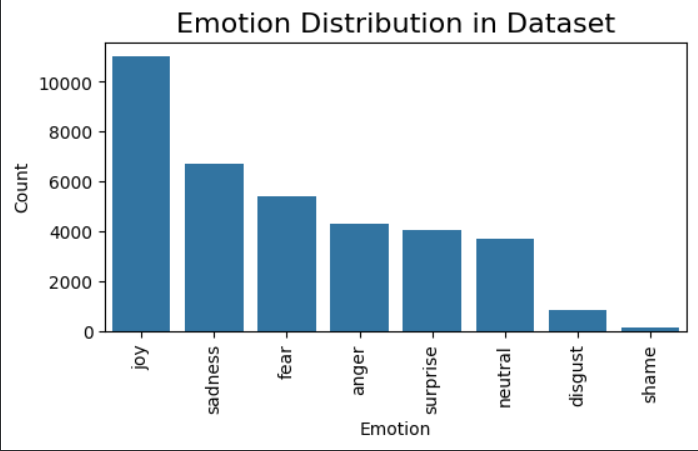 Emotion Distribution in Dataset
Count
10000
8000
6000
4000
2000
0
joy
sadness
fear
anger
surprise
neutral
disgust
shame
Emotion